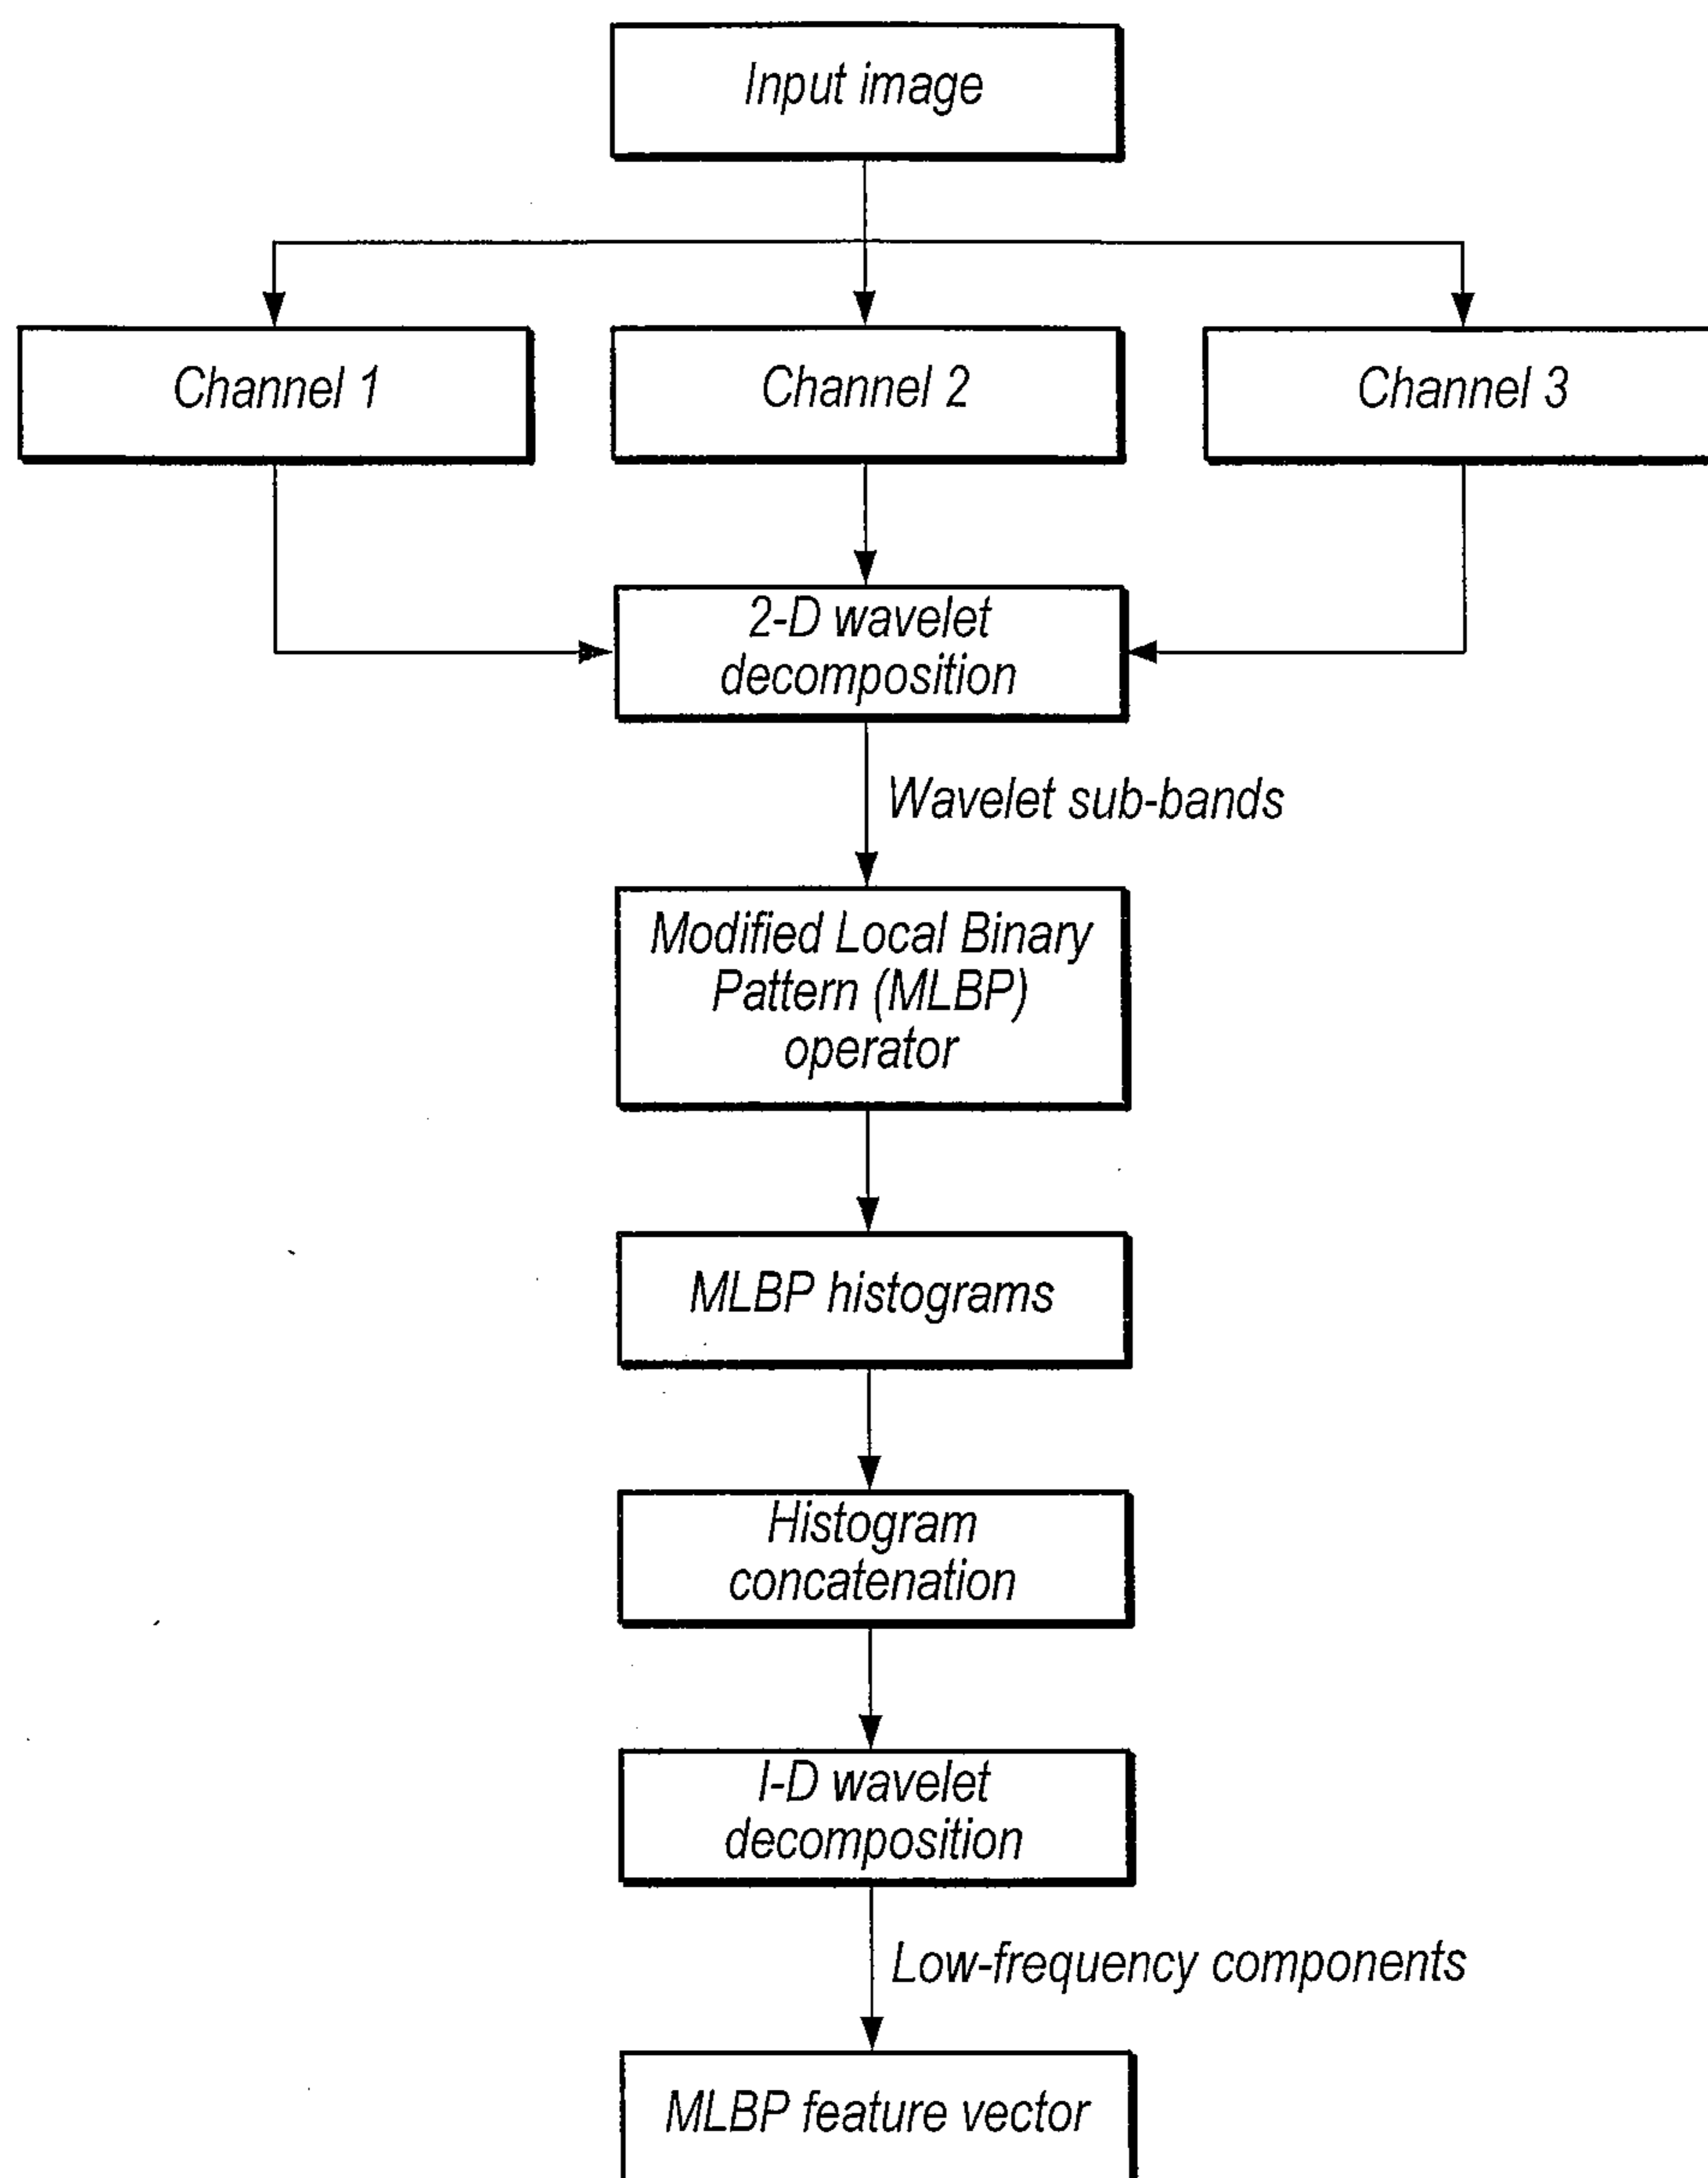 Input image
Channel 1
Channel 2
Channel 3
2-D wavelet
decomposition
Wavelet sub-bands
Modified Local Binary
Pattern (MLBP)
operator
MLBP histograms
Histogram
concatenation
I-D wavelet
decomposition
Low-frequency components
MLBP feature vector